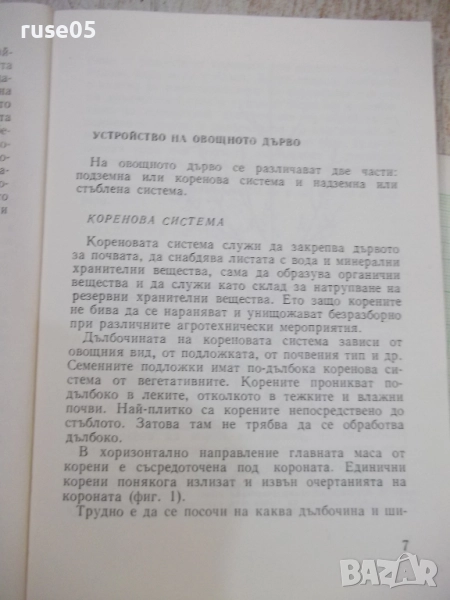 ruse05
УСТРОЙСТВО НА ОВОЩНОТО ДЪРВО
На овощното дърво се различават две части:
подземна или коренова система и надземна или
стъблена система.
КОРЕНОВА СИСТЕМА
Кореновата система служи да закрепва дървото
за почвата, да снабдява листата с вода и минерални
хранителни вещества, сама да образува органични
вещества и да служи като склад за натрупване на
резервни хранителни вещества. Ето защо корените
не бива да се нараняват и унищожават безразборно
при различните агротехнически мероприятия.
Дълбочината на кореновата система зависи от
овощния вид, от подложката, от почвения тип и др.
Семенните подложки имат по-дълбока коренова си-
стема от вегетативните. Корените проникват по-
дълбоко в леките, отколкото в тежките и влажни
почви. Най-плитко са корените непосредствено до
стъблото. Затова там не трябва да се обработва
дълбоко.
В хоризонтално направление главната маса от
корени е съсредоточена под короната. Единични
корени понякога излизат и извън очертанията на
короната (фиг. 1).
Трудно е да се посочи на каква дълбочина и ши-
7
BAZAR.bg